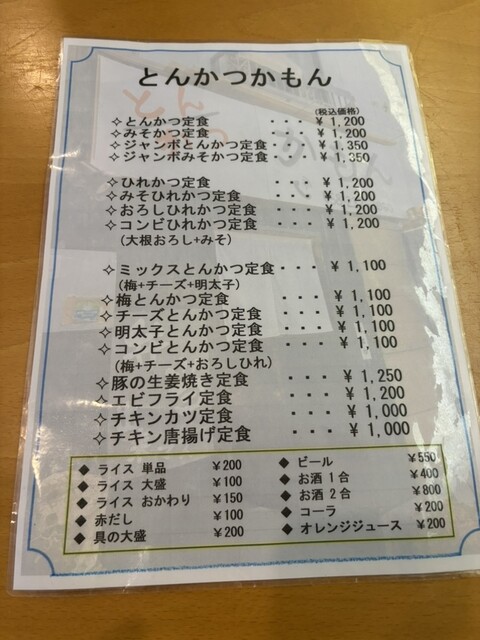 とんかつかもん
(税込価格)
✧とんかつ定食 ・・・ ￥1,200
✧みそかつ定食 ・・・ ￥1,200
✧ジャンボとんかつ定食・・・ ￥1,350
✧ジャンボみそかつ定食・・・ ￥1,350
✧ひれかつ定食 ・・・ ￥1,200
✧みそひれかつ定食 ・・・ ￥1,200
✧おろしひれかつ定食 ・・・ ￥1,200
✧コンビひれかつ定食 ・・・ ￥1,200
(大根おろし+みそ)
✧ミックスとんかつ定食・・・ ￥1,100
(梅+チーズ+明太子)
✧梅とんかつ定食 ・・・ ￥1,100
✧チーズとんかつ定食 ・・・ ￥1,100
✧明太子とんかつ定食 ・・・ ￥1,100
✧コンビとんかつ定食 ・・・ ￥1,100
(梅+チーズ+おろしひれ)
✧豚の生姜焼き定食 ・・・ ￥1,250
✧エビフライ定食 ・・・ ￥1,200
✧チキンカツ定食 ・・・ ￥1,000
✧チキン唐揚げ定食 ・・・ ￥1,000
◆ ライス 単品 ￥200
◆ ライス 大盛 ￥100
◆ ライス おかわり ￥150
◆ 赤だし ￥100
◆ 具の大盛 ￥200
◆ ビール ￥550
◆ お酒1合 ￥400
◆ お酒2合 ￥800
◆ コーラ ￥200
◆ オレンジジュース ￥200